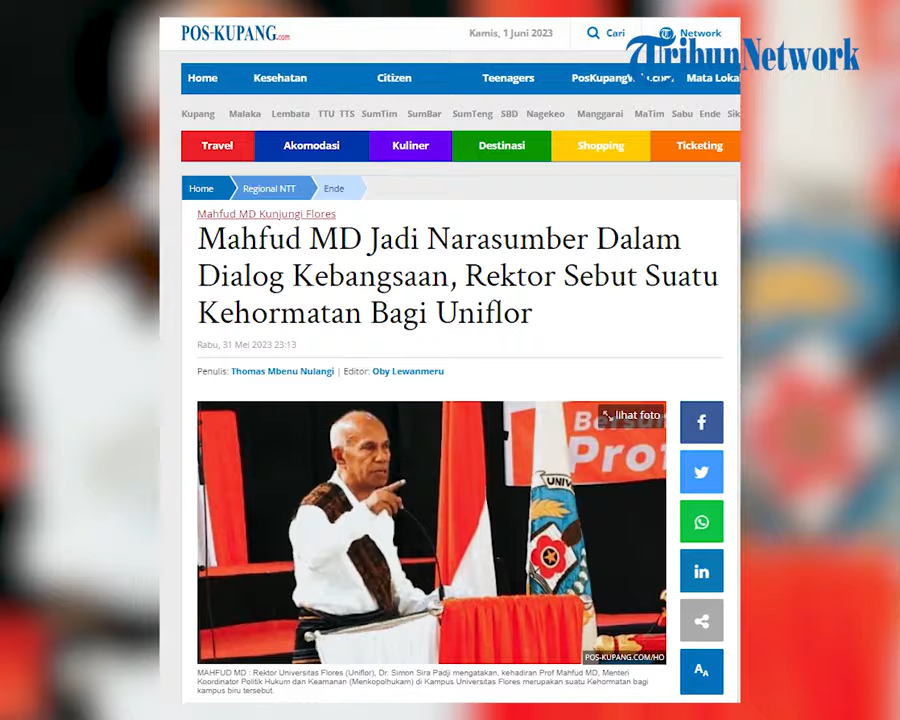 POS-KUPANG.com
Kamis, 1 Juni 2023
Cari
Network
TribunNetwork
Home Kesehatan Citizen Teenagers Mata Lokal
Kupang Malaka Lembata TTU TTS SumTim SumBar SumTeng SBD Nagekeo Manggarai MaTim Sabu Ende Sik
Travel Akomodasi Kuliner Destinasi Shopping Ticketing
Home Regional NTT Ende
Mahfud MD Kunjungi Flores
Mahfud MD Jadi Narasumber Dalam
Dialog Kebangsaan, Rektor Sebut Suatu
Kehormatan Bagi Uniflor
Rabu, 31 Mei 2023 23:13
Penulis: Thomas Mbenu Nulangi | Editor: Oby Lewanmeru
lihat foto
Prof
UNIV
POS-KUPANG.COM/HO
MAHFUD MD : Rektor Universitas Flores (Uniflor), Dr. Simon Sira Padji mengatakan, kehadiran Prof Mahfud MD, Menteri
Koordinator Politik Hukum dan Keamanan (Menkopolhukam) di Kampus Universitas Flores merupakan suatu Kehormatan bagi
kampus biru tersebut.
AA